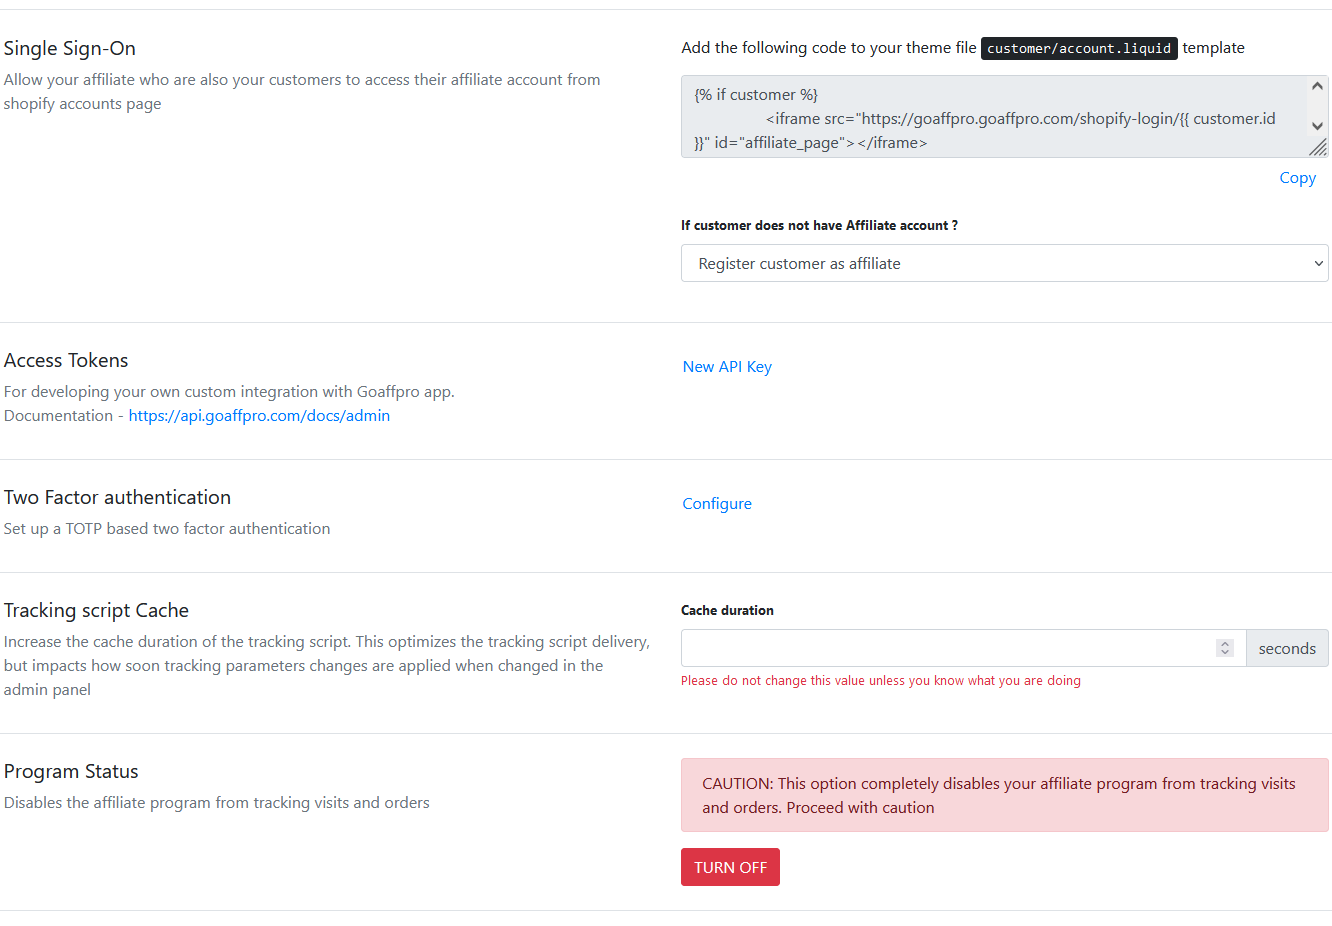 Single Sign-On
Allow your affiliate who are also your customers to access their affiliate account from
shopify accounts page
Add the following code to your theme file customer/account.liquid template
{% if customer %}
<iframe src="https://goaffpro.goaffpro.com/shopify-login/{{ customer.id
}}" id="affiliate_page"></iframe>
Copy
If customer does not have Affiliate account ?
Register customer as affiliate
Access Tokens
For developing your own custom integration with Goaffpro app.
Documentation - https://api.goaffpro.com/docs/admin
New API Key
Two Factor authentication
Set up a TOTP based two factor authentication
Configure
Tracking script Cache
Increase the cache duration of the tracking script. This optimizes the tracking script delivery,
but impacts how soon tracking parameters changes are applied when changed in the
admin panel
Cache duration
seconds
Please do not change this value unless you know what you are doing
Program Status
Disables the affiliate program from tracking visits and orders
CAUTION: This option completely disables your affiliate program from tracking visits
and orders. Proceed with caution
TURN OFF